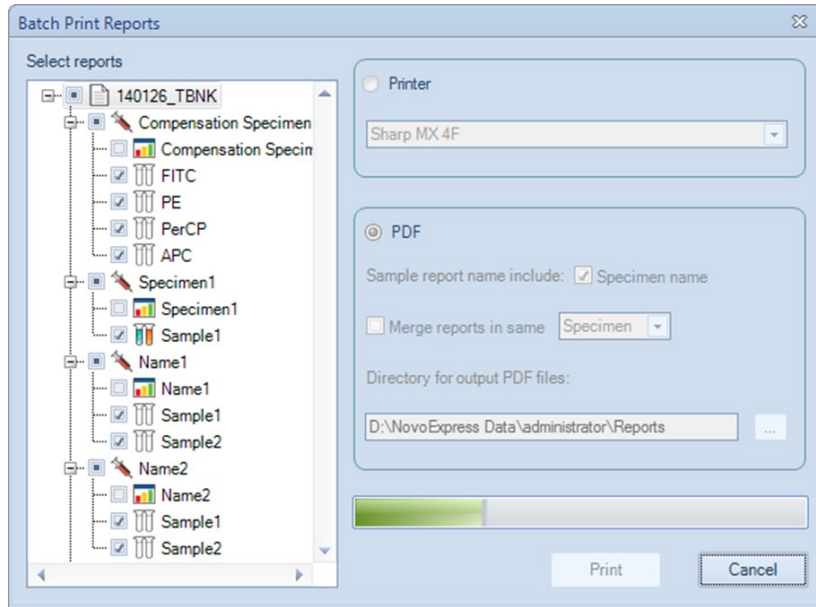 Batch Print Reports
Select reports
140126_TBNK
Compensation Specimen
Compensation Specim
FITC
PE
PerCP
APC
Specimen1
Specimen1
Sample1
Name1
Name1
Sample1
Sample2
Name2
Name2
Sample1
Sample2
Printer
Sharp MX 4F
PDF
Sample report name include: Specimen name
Merge reports in same Specimen
Directory for output PDF files:
D:\NovoExpress Data\administrator\Reports ...
Print Cancel